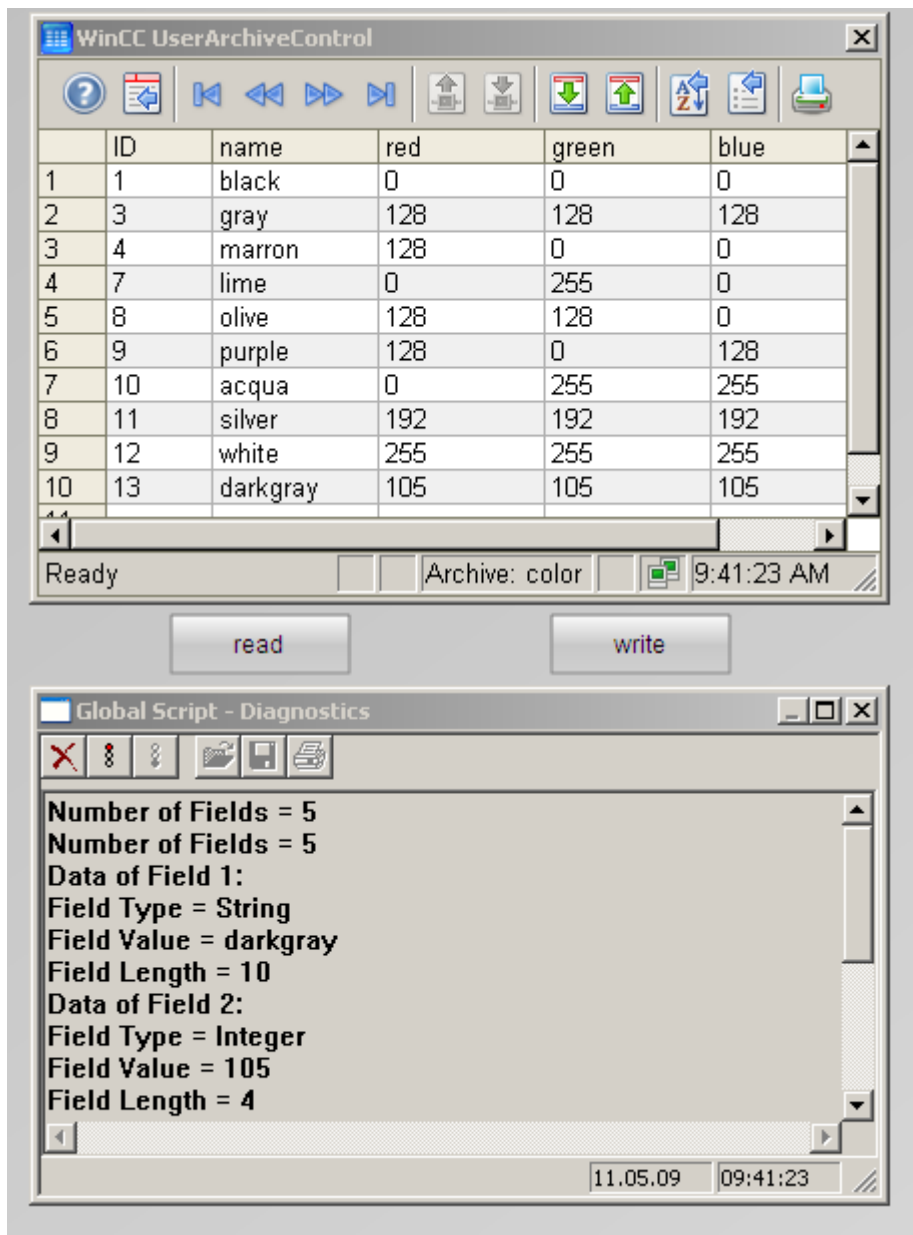 WinCC UserArchiveControl
ID name red green blue
1 1 black 0 0 0
2 3 gray 128 128 128
3 4 marron 128 0 0
4 7 lime 0 255 0
5 8 olive 128 128 0
6 9 purple 128 0 128
7 10 acqua 0 255 255
8 11 silver 192 192 192
9 12 white 255 255 255
10 13 darkgray 105 105 105
Ready Archive: color 9:41:23 AM
read write
Global Script - Diagnostics
Number of Fields = 5
Number of Fields = 5
Data of Field 1:
Field Type = String
Field Value = darkgray
Field Length = 10
Data of Field 2:
Field Type = Integer
Field Value = 105
Field Length = 4
11.05.09 09:41:23